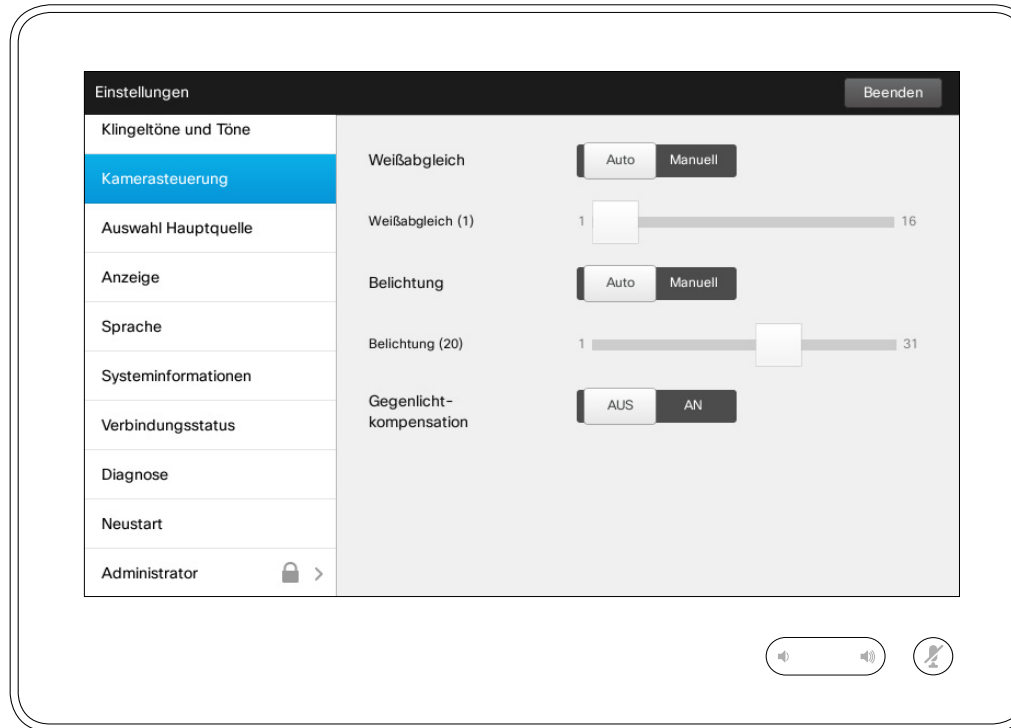 Einstellungen
Beenden
Klingeltöne und Töne
Kamerasteuerung
Auswahl Hauptquelle
Anzeige
Sprache
Systeminformationen
Verbindungsstatus
Diagnose
Neustart
Administrator
Weißabgleich
Auto Manuell
Weißabgleich (1)
1 16
Belichtung
Auto Manuell
Belichtung (20)
1 31
Gegenlicht-
kompensation
AUS AN